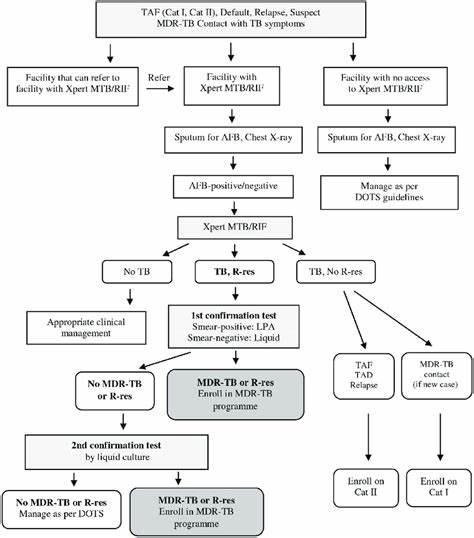 TAF (Cat I, Cat II), Default, Relapse, Suspect
MDR-TB Contact with TB symptoms
Facility that can refer to
facility with Xpert MTB/RIF²
Refer
Facility with
Xpert MTB/RIF²
Facility with no access
to Xpert MTB/RIF²
Sputum for AFB, Chest X-ray
Sputum for AFB, Chest X-ray
AFB-positive/negative
Manage as per
DOTS guidelines
Xpert MTB/RIF
No TB
TB, R-res
TB, No R-res
Appropriate clinical
management
1st confirmation test
Smear-positive: LPA
Smear-negative: Liquid
TAF
TAD
Relapse
MDR-TB
contact
(if new case)
No MDR-TB
or R-res
MDR-TB or R-res
Enroll in MDR-TB
programme
2nd confirmation test
by liquid culture
Enroll on
Cat II
Enroll on
Cat I
No MDR-TB or R-res
Manage as per DOTS
MDR-TB or R-res
Enroll in MDR-TB
programme